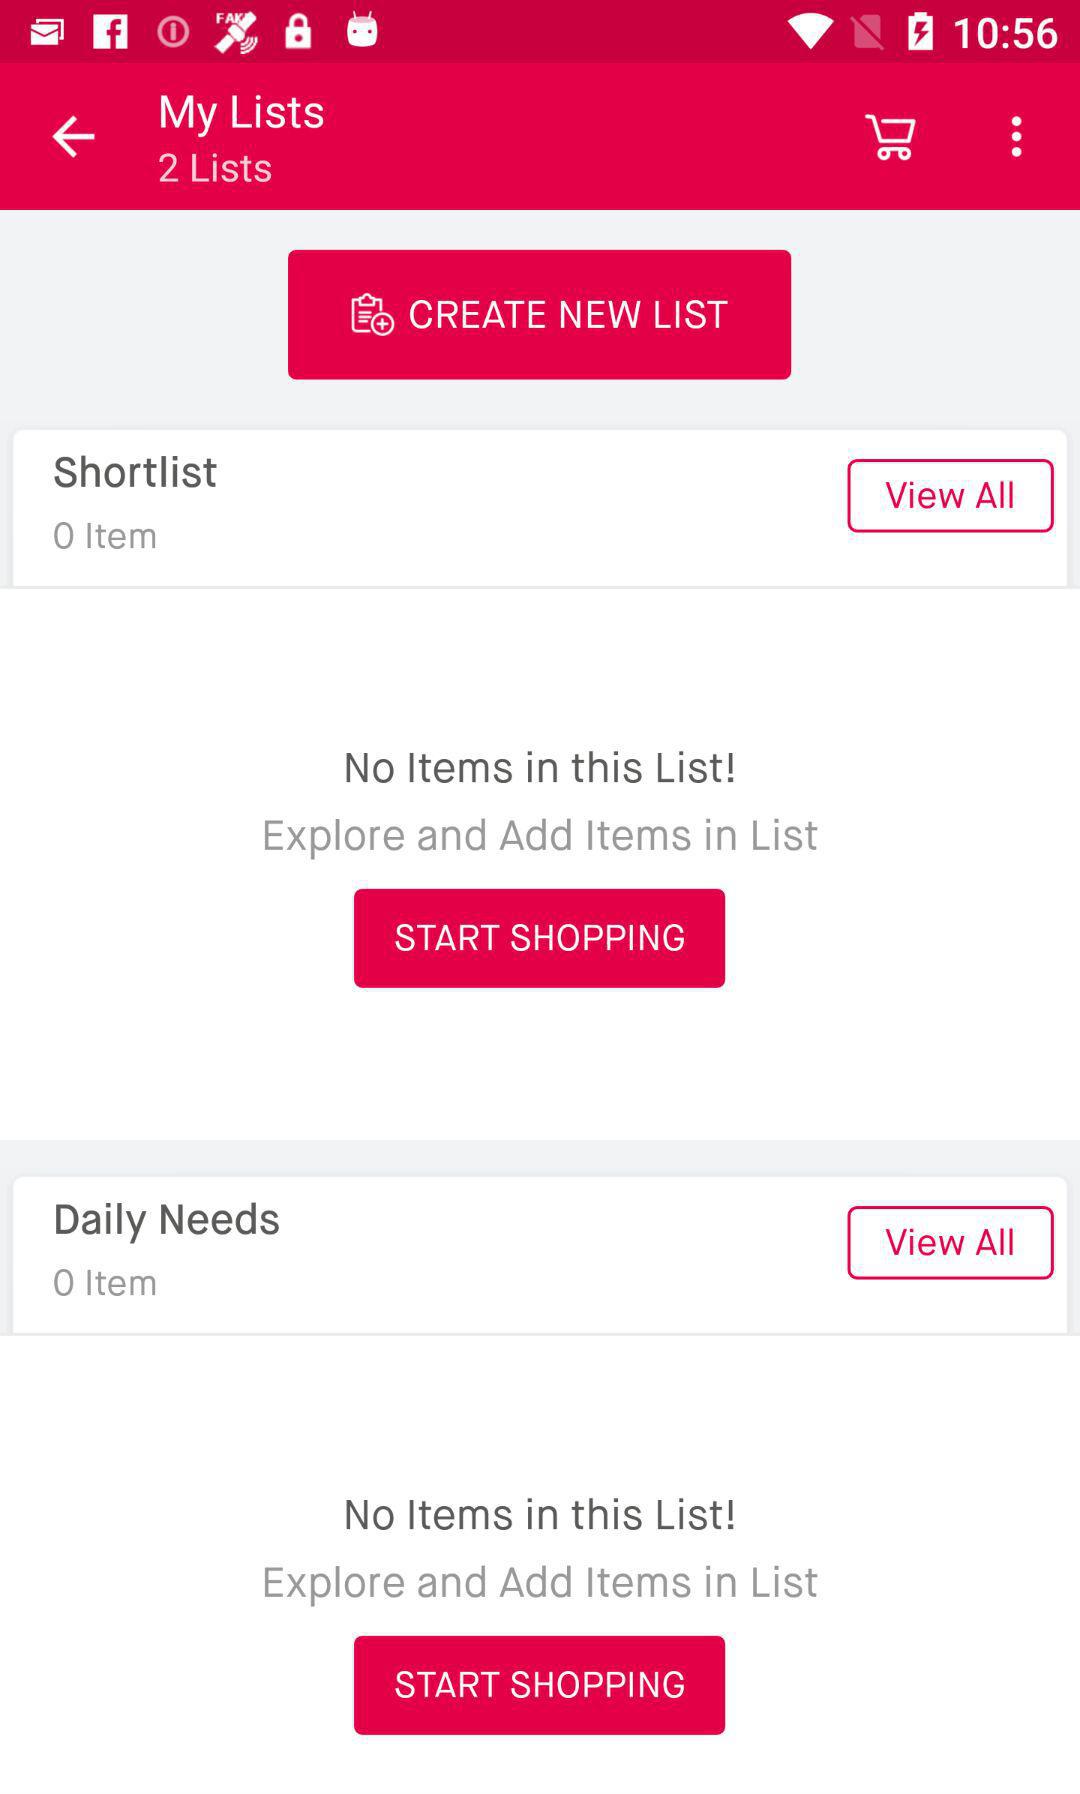 FAKE
10:56
My Lists
2 Lists
CREATE NEW LIST
Shortlist
View All
0 Item
No Items in this List!
Explore and Add Items in List
START SHOPPING
Daily Needs
View All
0 Item
No Items in this List!
Explore and Add Items in List
START SHOPPING